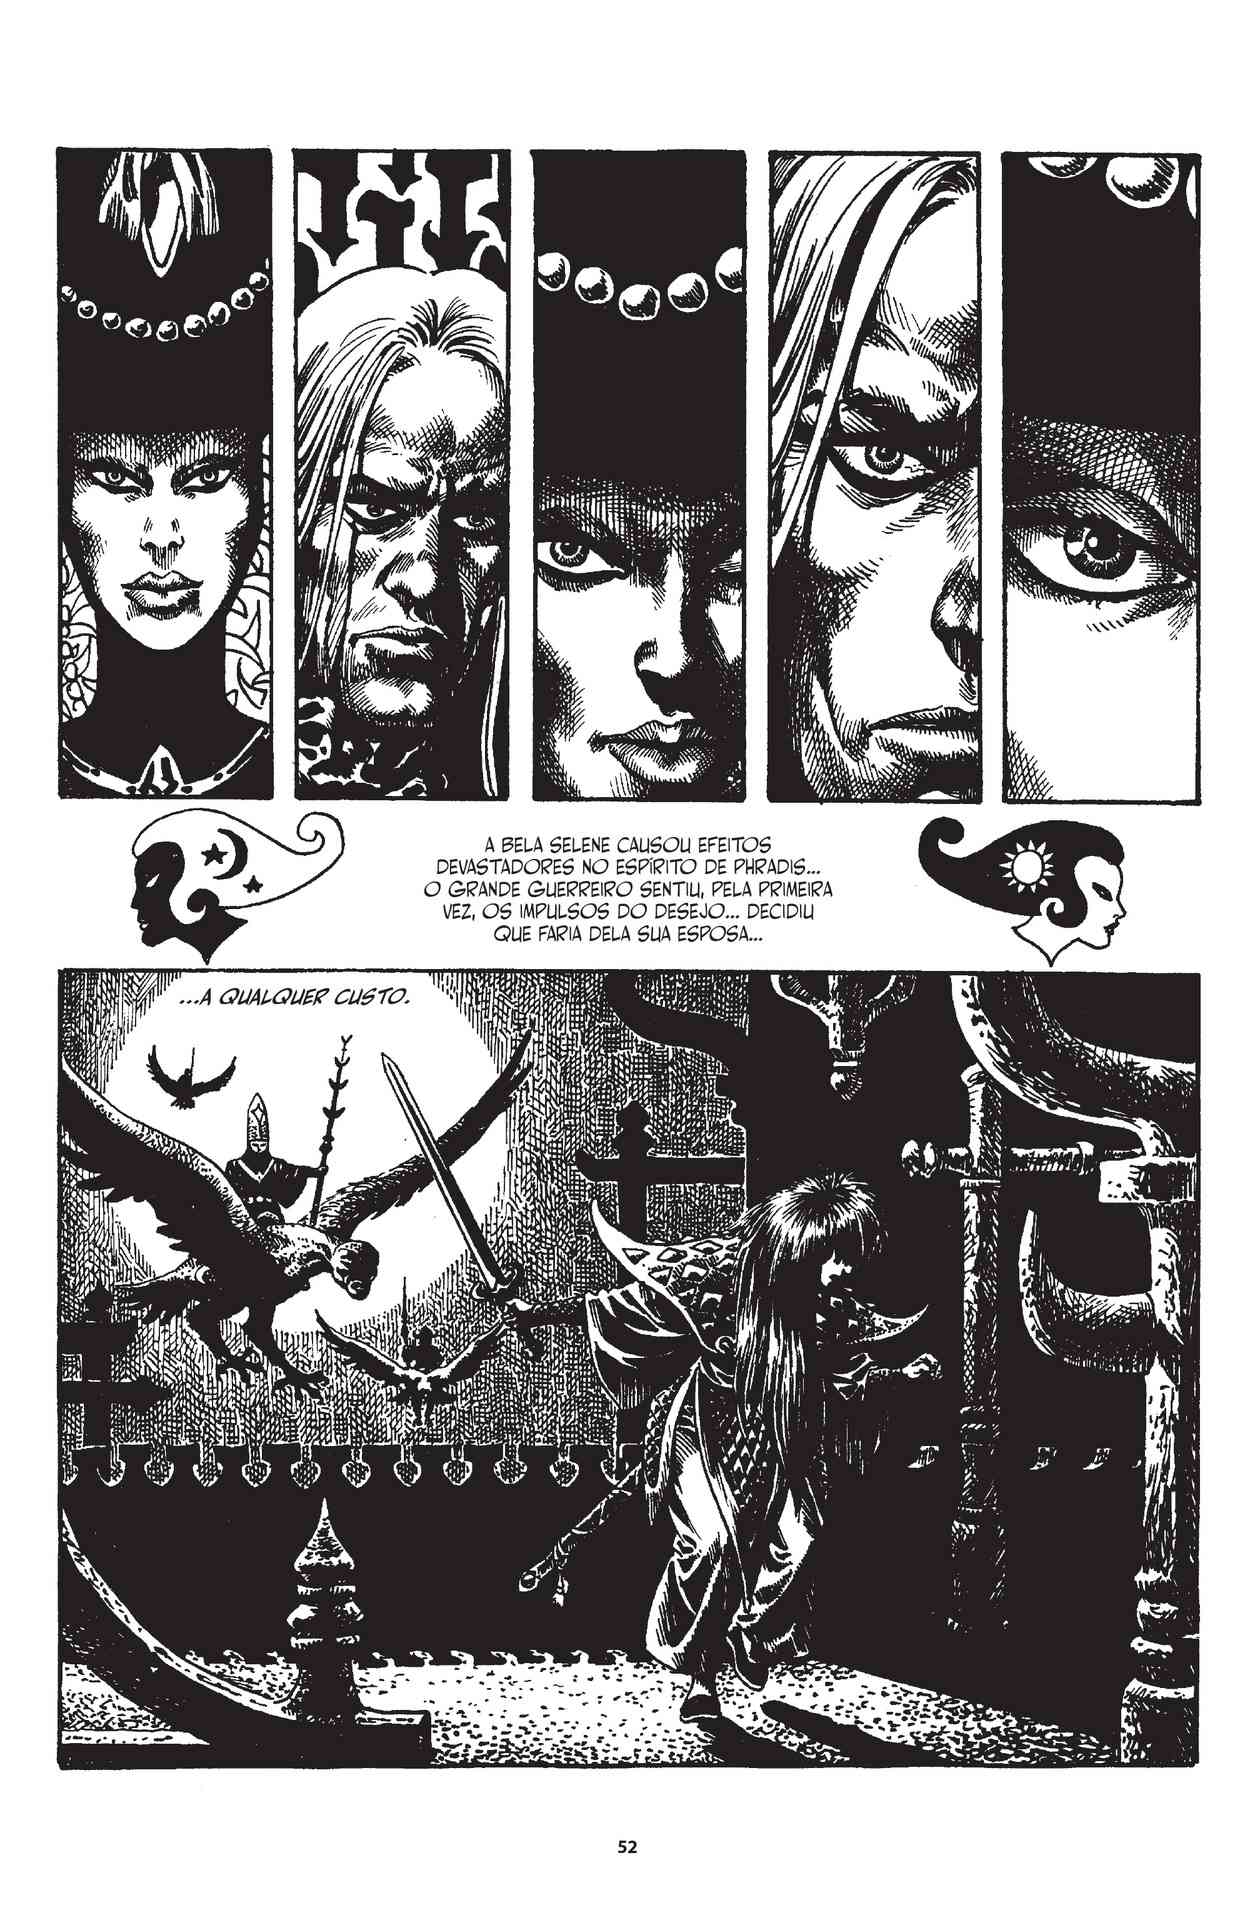 A BELA SELENE CAUSOU EFEITOS
DEVASTADORES NO ESPÍRITO DE PHRADIS...
O GRANDE GUERREIRO SENTIU, PELA PRIMEIRA
VEZ, OS IMPULSOS DO DESEJO... DECIDIU
QUE FARIA DELA SUA ESPOSA...
...A QUALQUER CUSTO.
52